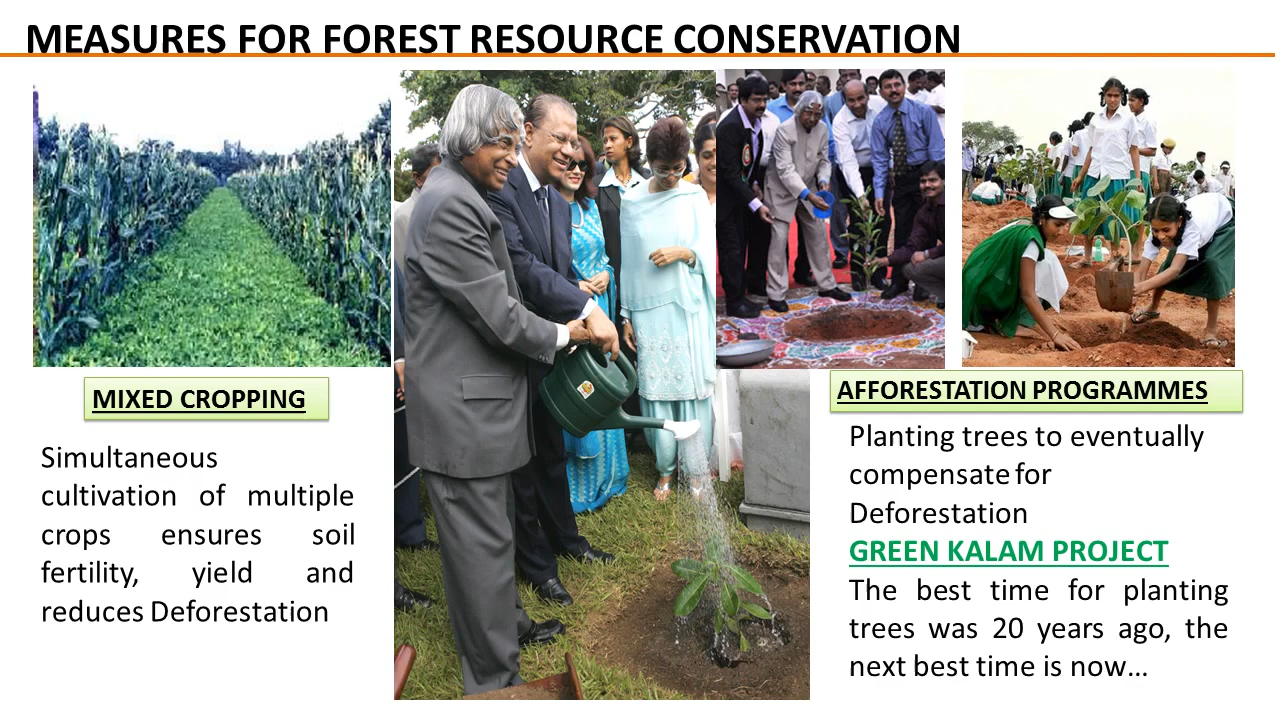 MEASURES FOR FOREST RESOURCE CONSERVATION
MIXED CROPPING
Simultaneous
cultivation of multiple
crops ensures soil
fertility, yield and
reduces Deforestation
AFFORESTATION PROGRAMMES
Planting trees to eventually
compensate for
Deforestation
GREEN KALAM PROJECT
The best time for planting
trees was 20 years ago, the
next best time is now…